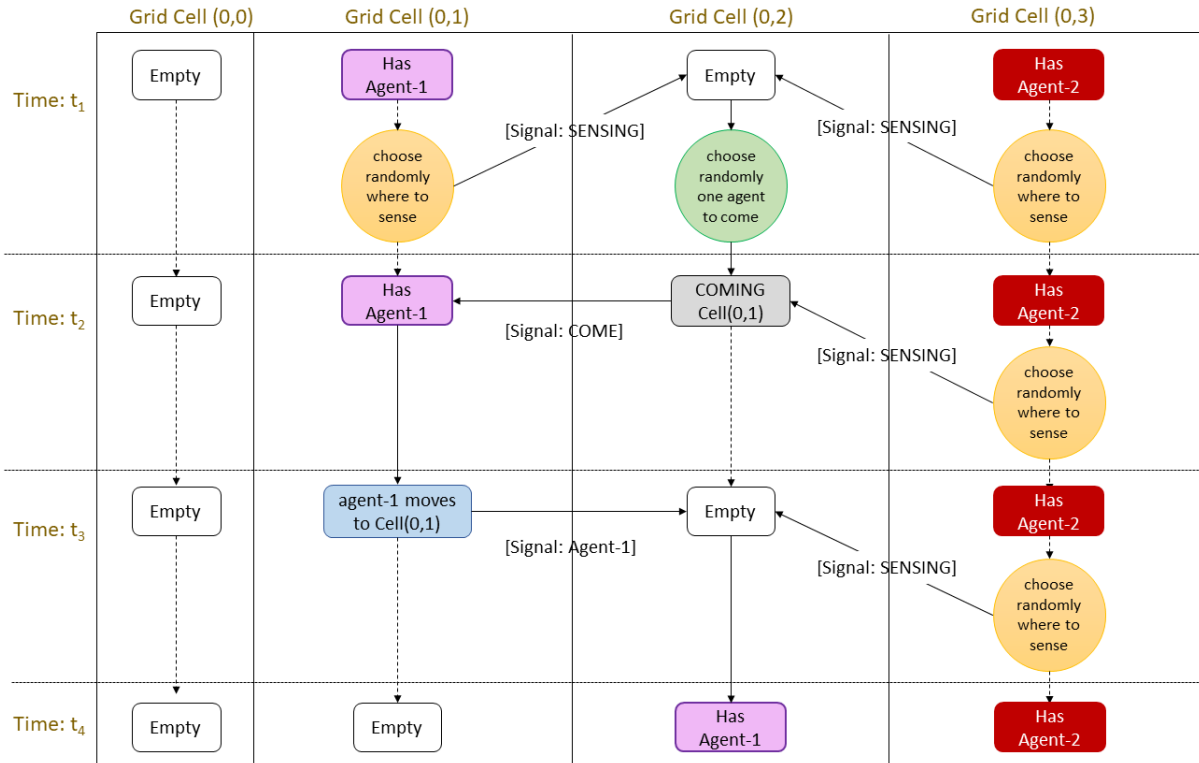 Grid Cell (0,0)
Grid Cell (0,1)
Grid Cell (0,2)
Grid Cell (0,3)
Time: t1
Empty
Has
Agent-1
Empty
Has
Agent-2
[Signal: SENSING]
[Signal: SENSING]
choose
randomly
where to
sense
choose
randomly
one agent
to come
choose
randomly
where to
sense
Time: t2
Empty
Has
Agent-1
COMING
Cell(0,1)
Has
Agent-2
[Signal: COME]
[Signal: SENSING]
choose
randomly
where to
sense
Time: t3
Empty
agent-1 moves
to Cell(0,1)
Empty
Has
Agent-2
[Signal: Agent-1]
[Signal: SENSING]
choose
randomly
where to
sense
Time: t4
Empty
Empty
Has
Agent-1
Has
Agent-2